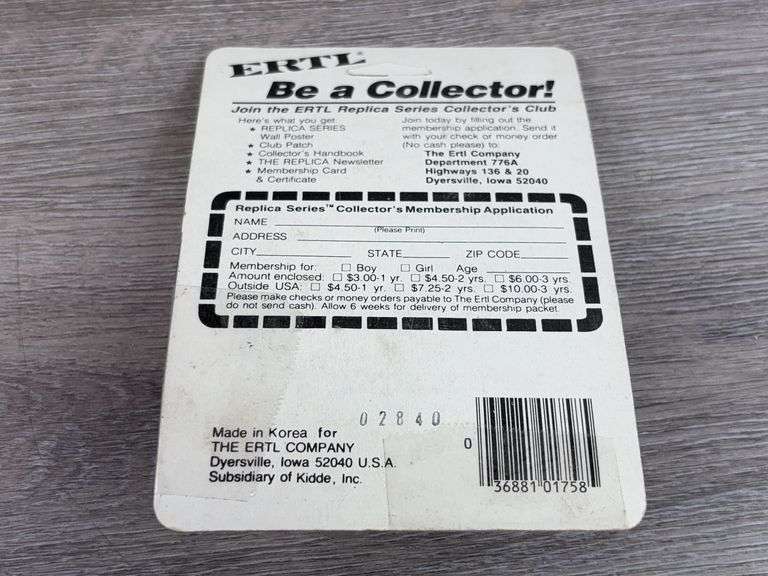 ERTL®
Be a Collector!
Join the ERTL Replica Series Collector's Club
Here's what you get:
★ REPLICA SERIES
Wall Poster
★ Club Patch
★ Collector's Handbook
★ THE REPLICA Newsletter
★ Membership Card
& Certificate
Join today by filling out the
membership application. Send it
with your check or money order
(No cash please) to:
The Ertl Company
Department 776A
Highways 136 & 20
Dyersville, Iowa 52040
Replica Series™ Collector's Membership Application
NAME
(Please Print)
ADDRESS
CITY STATE ZIP CODE
Membership for: □ Boy □ Girl Age
Amount enclosed: □ $3.00-1 yr. □ $4.50-2 yrs. □ $6.00-3 yrs.
Outside USA: □ $4.50-1 yr. □ $7.25-2 yrs. □ $10.00-3 yrs.
Please make checks or money orders payable to The Ertl Company (please
do not send cash). Allow 6 weeks for delivery of membership packet.
02840
Made in Korea for
THE ERTL COMPANY
Dyersville, Iowa 52040 U.S.A.
Subsidiary of Kidde, Inc.
0 36881 01758